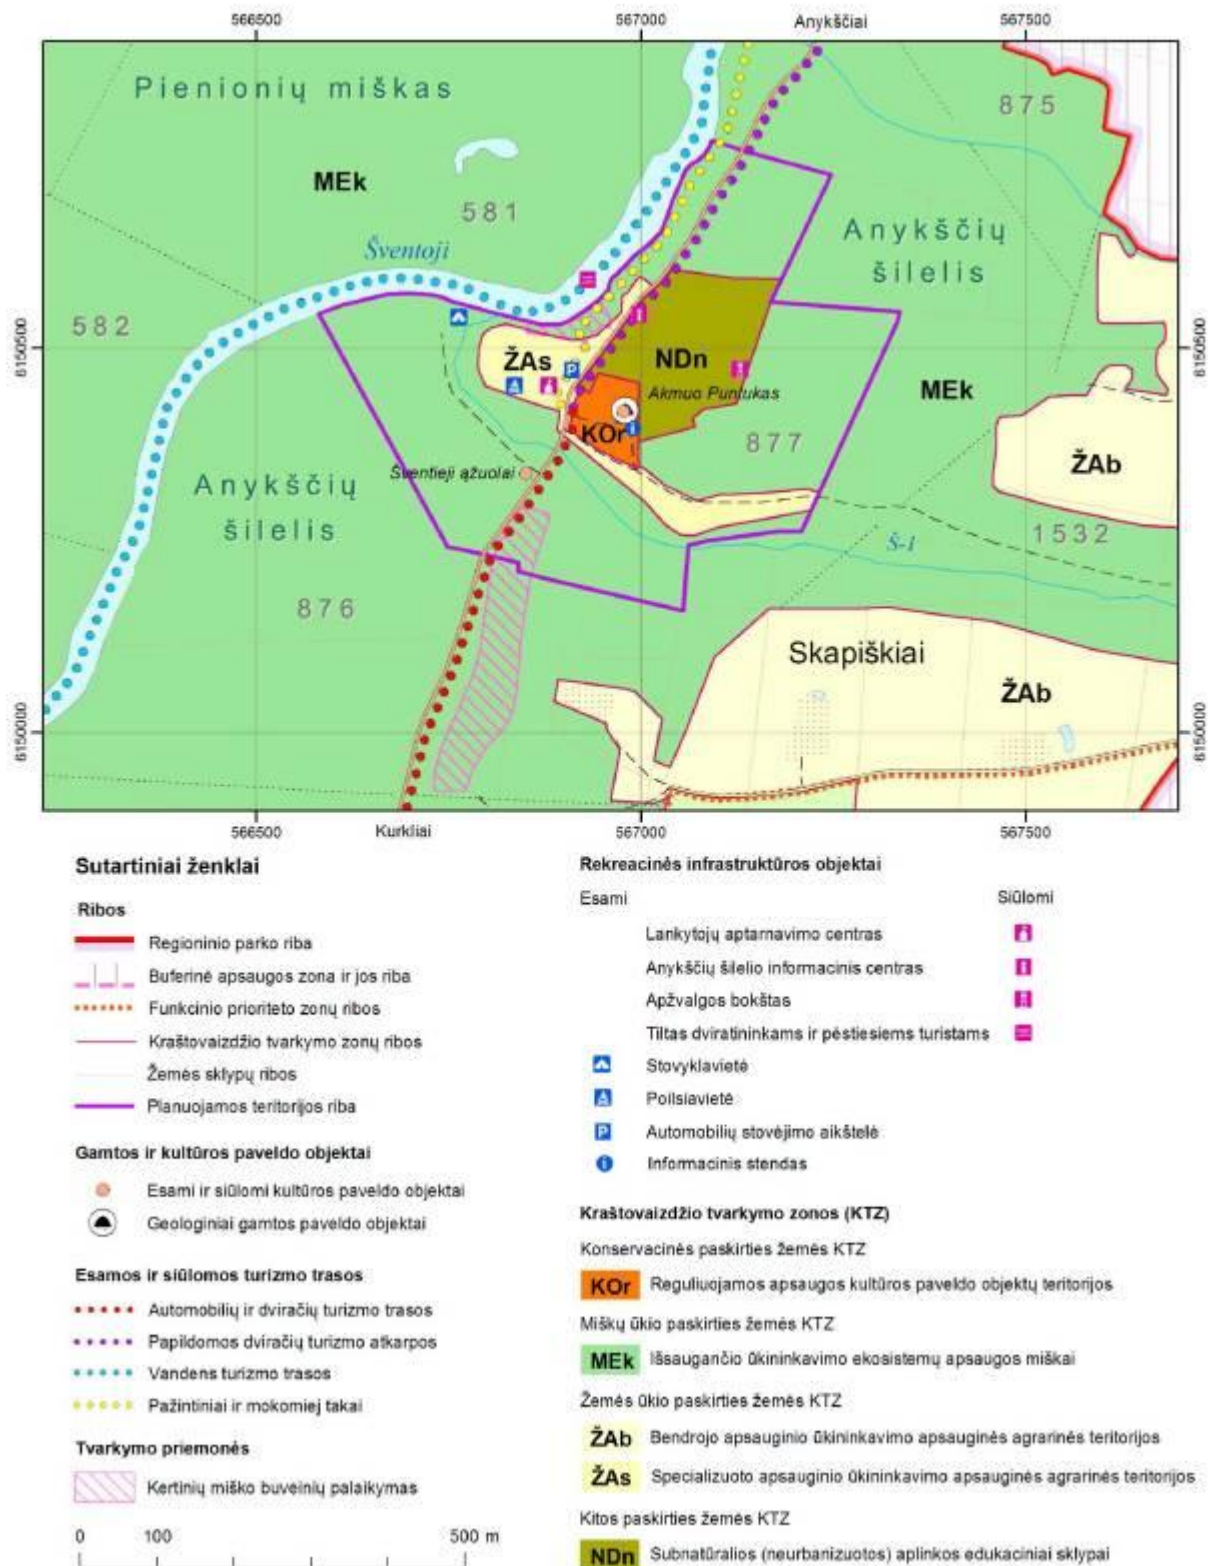 566500 567000 Anykščiai 567500
Pienionių miškas
875
MEk
581
Anykščių
šilelis
Šventoji
582
6150500 6150500
ŽAs
NDn
P
Akmuo Puntukas
MEk
KOr
877
ŽAb
Šventieji ąžuolai
Anykščių
šilelis
1532
Š-1
876
Skapiškiai
ŽAb
6150000 6150000
566500 Kurkliai 567000 567500
Sutartiniai ženklai
Ribos
Regioninio parko riba
Buferinė apsaugos zona ir jos riba
Funkcinio prioriteto zonų ribos
Kraštovaizdžio tvarkymo zonų ribos
Žemės sklypų ribos
Planuojamos teritorijos riba
Gamtos ir kultūros paveldo objektai
Esami ir siūlomi kultūros paveldo objektai
Geologiniai gamtos paveldo objektai
Esamos ir siūlomos turizmo trasos
Automobilių ir dviračių turizmo trasos
Papildomos dviračių turizmo atkarpos
Vandens turizmo trasos
Pažintiniai ir mokomiej takai
Tvarkymo priemonės
Kertinių miško buveinių palaikymas
0 100 500 m
Rekreacinės infrastruktūros objektai
Esami Siūlomi
Lankytojų aptarnavimo centras
Anykščių šilelio informacinis centras
Apžvalgos bokštas
Tiltas dviratininkams ir pėstiesiems turistams
Stovyklavietė
Poilsiavietė
P Automobilių stovėjimo aikštelė
i Informacinis stendas
Kraštovaizdžio tvarkymo zonos (KTZ)
Konservacinės paskirties žemės KTZ
KOr Reguliuojamos apsaugos kultūros paveldo objektų teritorijos
Miškų ūkio paskirties žemės KTZ
MEk Išsaugančio ūkininkavimo ekosistemų apsaugos miškai
Žemės ūkio paskirties žemės KTZ
ŽAb Bendrojo apsauginio ūkininkavimo apsauginės agrarinės teritorijos
ŽAs Specializuoto apsauginio ūkininkavimo apsauginės agrarinės teritorijos
Kitos paskirties žemės KTZ
NDn Subnatūralios (neurbanizuotos) aplinkos edukaciniai sklypai